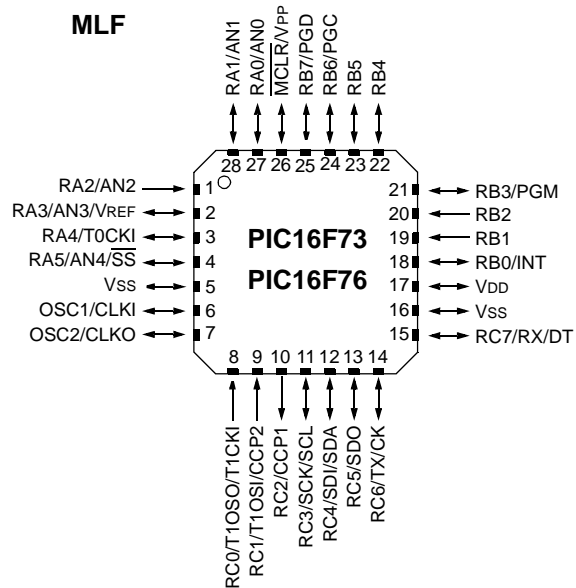 MLF
RA1/AN1
RA0/AN0
MCLR/VPP
RB7/PGD
RB6/PGC
RB5
RB4
28 27 26 25 24 23 22
RA2/AN2 1
RA3/AN3/VREF 2
RA4/T0CKI 3
RA5/AN4/SS 4
VSS 5
OSC1/CLKI 6
OSC2/CLKO 7
PIC16F73
PIC16F76
21 RB3/PGM
20 RB2
19 RB1
18 RB0/INT
17 VDD
16 VSS
15 RC7/RX/DT
8 9 10 11 12 13 14
RC0/T1OSO/T1CKI
RC1/T1OSI/CCP2
RC2/CCP1
RC3/SCK/SCL
RC4/SDI/SDA
RC5/SDO
RC6/TX/CK